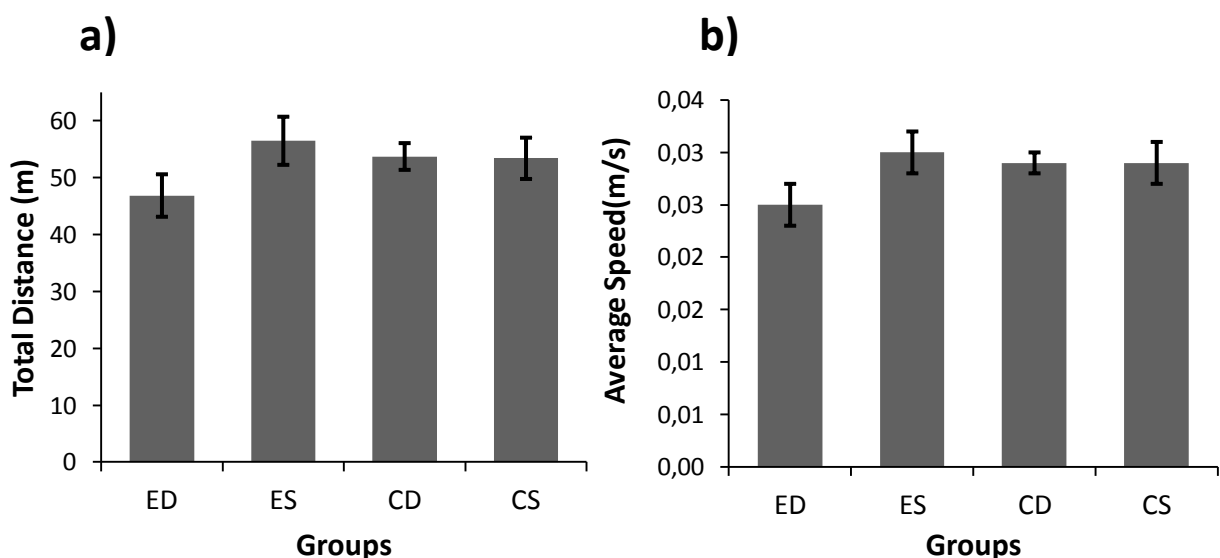 a)
Total Distance (m)
60
50
40
30
20
10
0
ED ES CD CS
Groups
b)
Average Speed(m/s)
0,04
0,03
0,03
0,02
0,02
0,01
0,01
0,00
ED ES CD CS
Groups